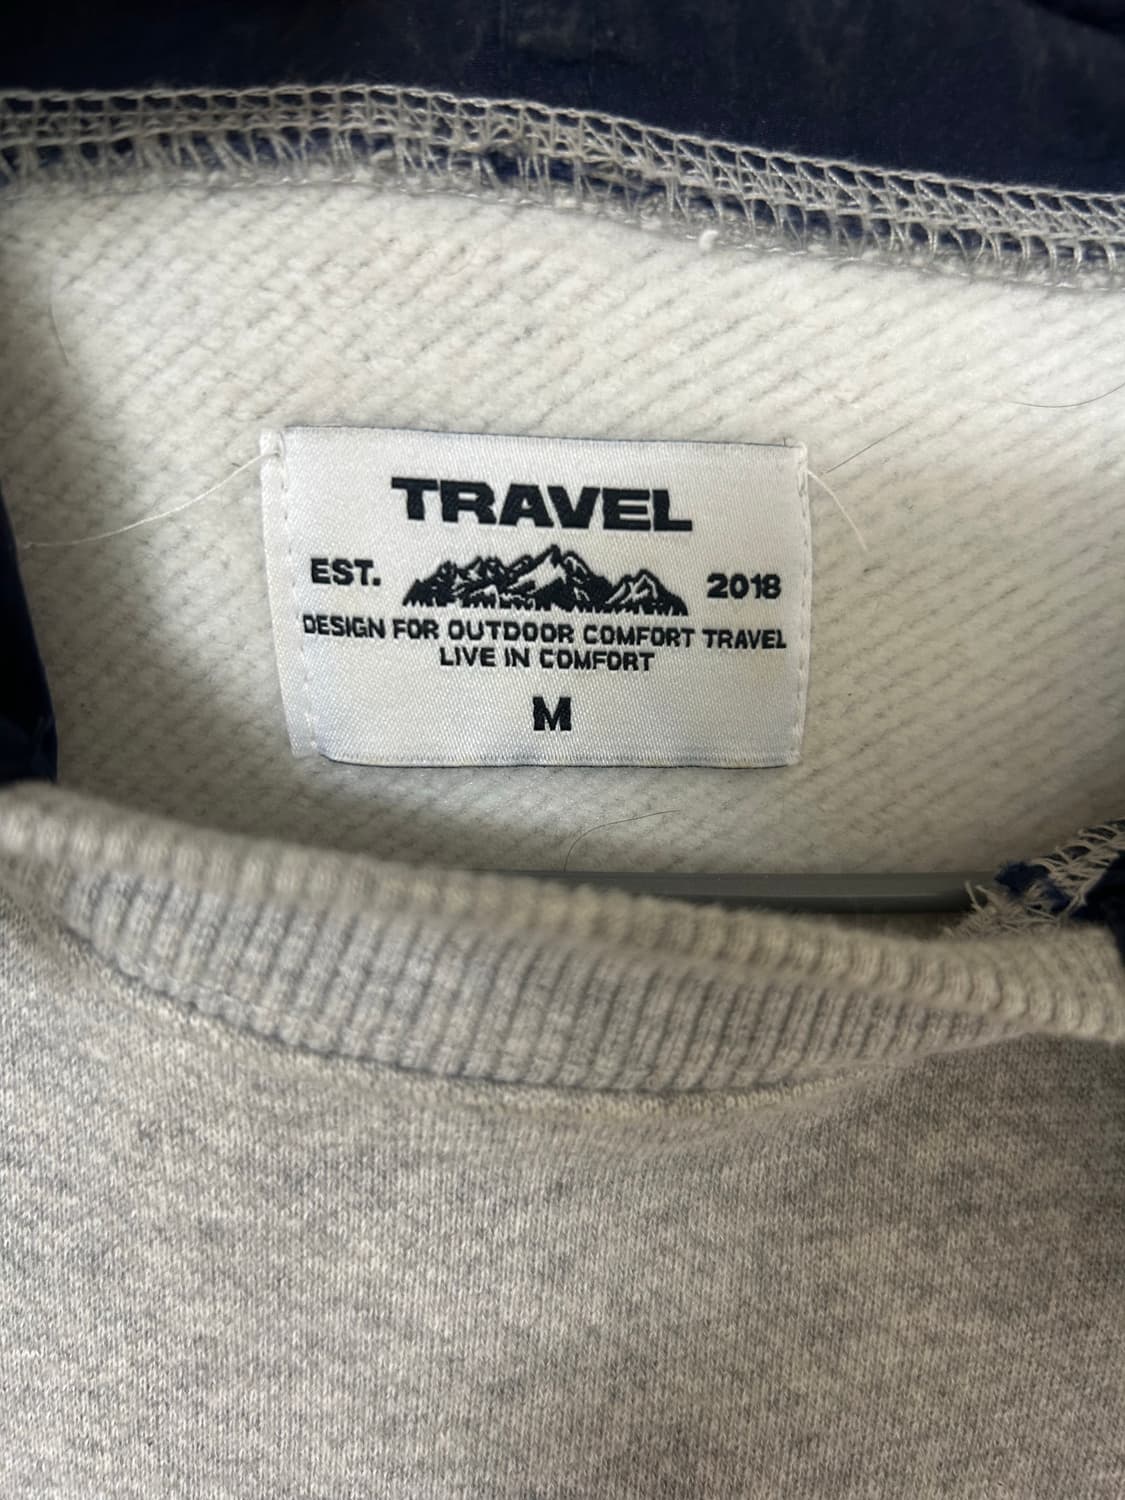 TRAVEL
EST. 2018
DESIGN FOR OUTDOOR COMFORT TRAVEL
LIVE IN COMFORT
M